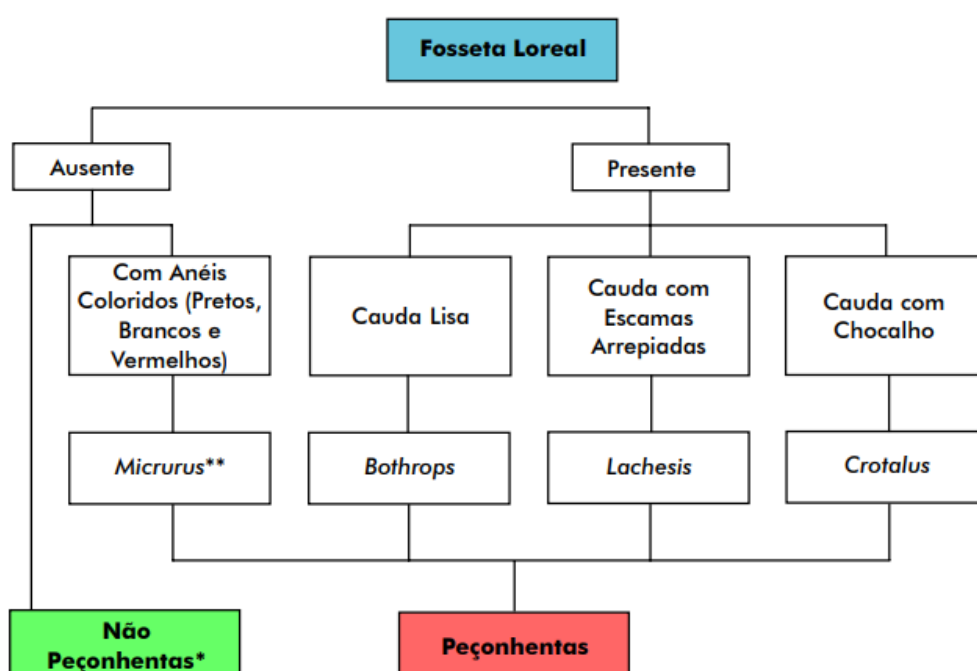 Fosseta Loreal
Ausente
Presente
Com Anéis
Coloridos (Pretos,
Brancos e
Vermelhos)
Cauda Lisa
Cauda com
Escamas
Arrepiadas
Cauda com
Chocalho
Micrurus**
Bothrops
Lachesis
Crotalus
Não
Peçonhentas*
Peçonhentas